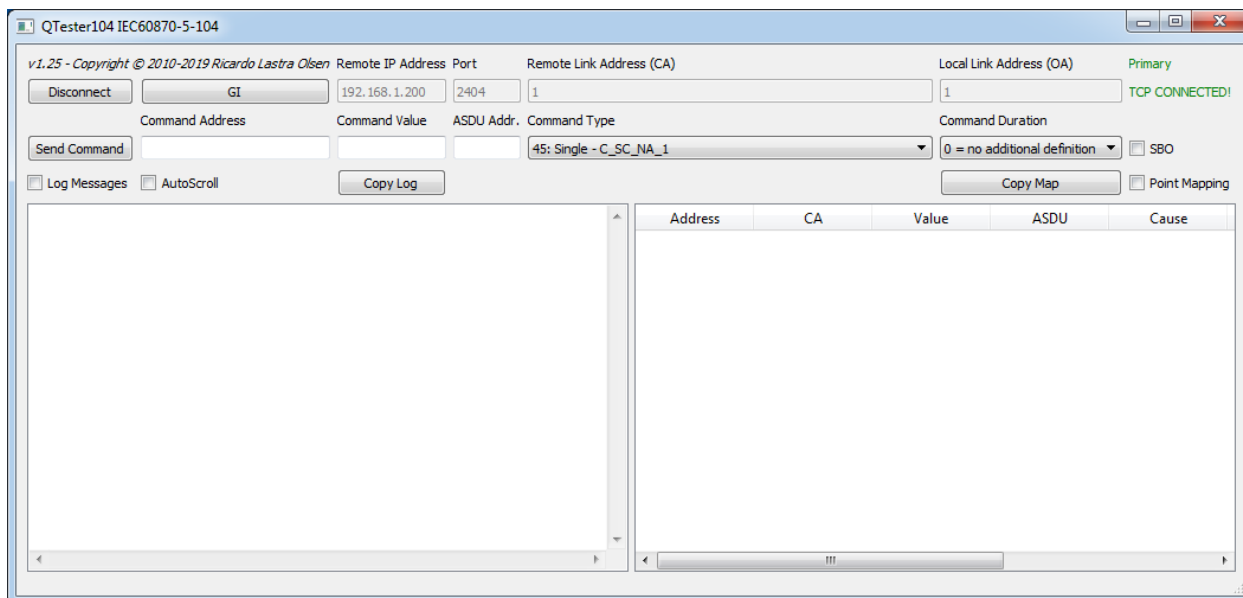 QTester104 IEC60870-5-104
v1.25 - Copyright © 2010-2019 Ricardo Lastra Olsen Remote IP Address Port Remote Link Address (CA) Local Link Address (OA) Primary
Disconnect GI 192.168.1.200 2404 1 1 TCP CONNECTED!
Command Address Command Value ASDU Addr. Command Type Command Duration
Send Command 45: Single - C_SC_NA_1 0 = no additional definition SBO
Log Messages AutoScroll Copy Log Copy Map Point Mapping
Address CA Value ASDU Cause